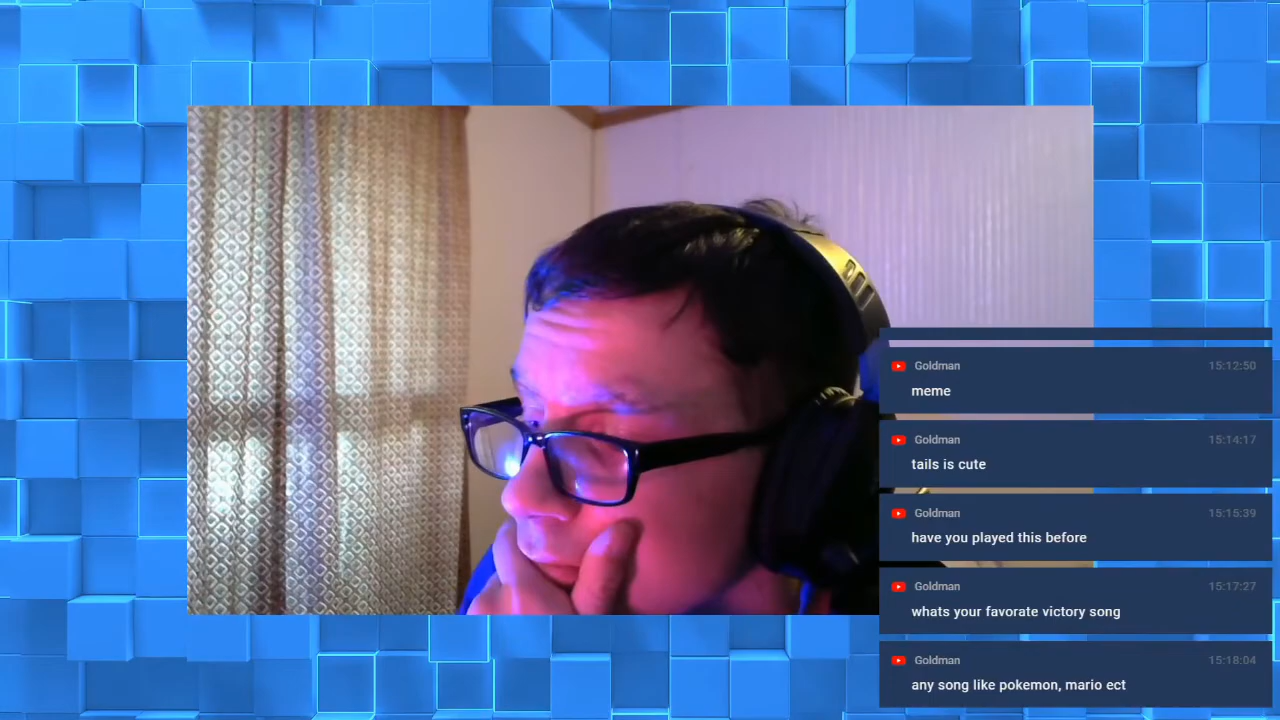 Goldman 15:12:50
meme
Goldman 15:14:17
tails is cute
Goldman 15:15:39
have you played this before
Goldman 15:17:27
whats your favorate victory song
Goldman 15:18:04
any song like pokemon, mario ect